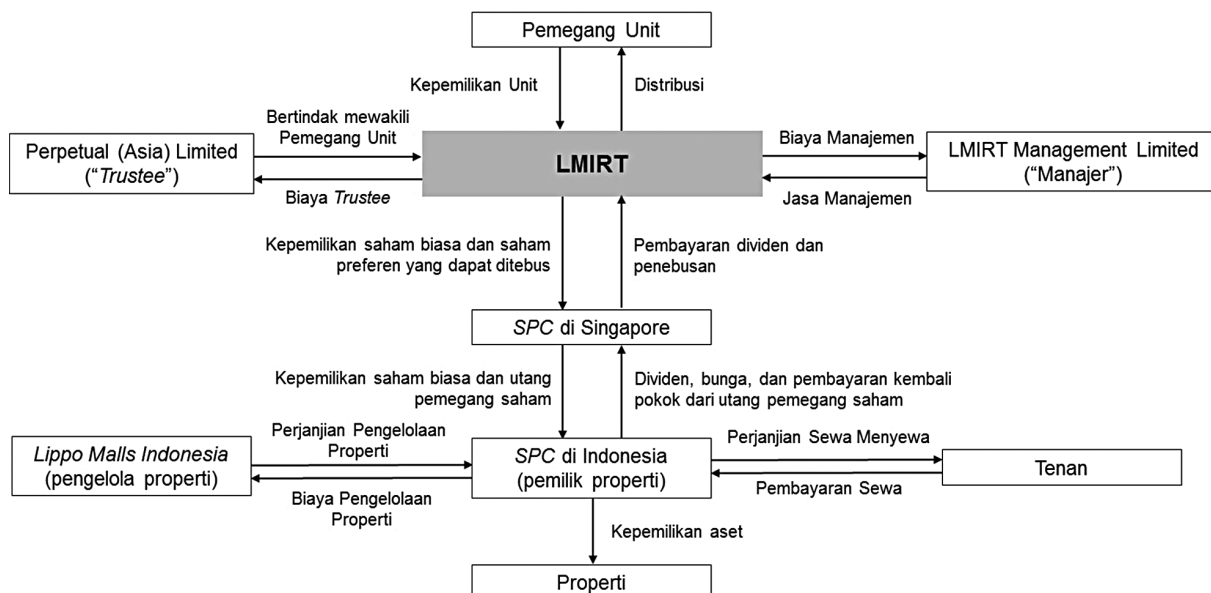 Pemegang Unit
Kepemilikan Unit
Distribusi
Bertindak mewakili
Pemegang Unit
Perpetual (Asia) Limited
(“Trustee”)
Biaya Trustee
LMIRT
Biaya Manajemen
Jasa Manajemen
LMIRT Management Limited
(“Manajer”)
Kepemilikan saham biasa dan saham
preferen yang dapat ditebus
Pembayaran dividen dan
penebusan
SPC di Singapore
Kepemilikan saham biasa dan utang
pemegang saham
Dividen, bunga, dan pembayaran kembali
pokok dari utang pemegang saham
Lippo Malls Indonesia
(pengelola properti)
Perjanjian Pengelolaan
Properti
Biaya Pengelolaan
Properti
SPC di Indonesia
(pemilik properti)
Perjanjian Sewa Menyewa
Pembayaran Sewa
Tenan
Kepemilikan aset
Properti